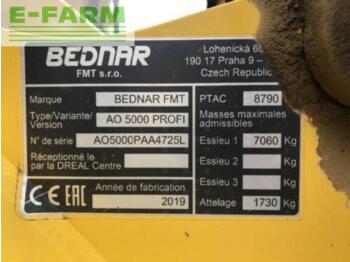 E-FARM
BEDNAR
FMT s.r.o.
Lohenická 60
190 17 Praha 9 –
Czech Republic
Marque BEDNAR FMT
Type/Variante/
Version AO 5000 PROFI
N° de série AO5000PAA4725L
Réceptionné le
par la DREAL Centre
CE EAC
Année de fabrication
2019
PTAC 8790 Kg
Masses maximales
admissibles
Essieu 1 7060 Kg
Essieu 2 Kg
Essieu 3 Kg
Attelage 1730 Kg